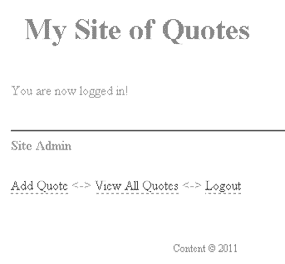 My Site of Quotes
You are now logged in!
Site Admin
Add Quote <-> View All Quotes <-> Logout
Content © 2011